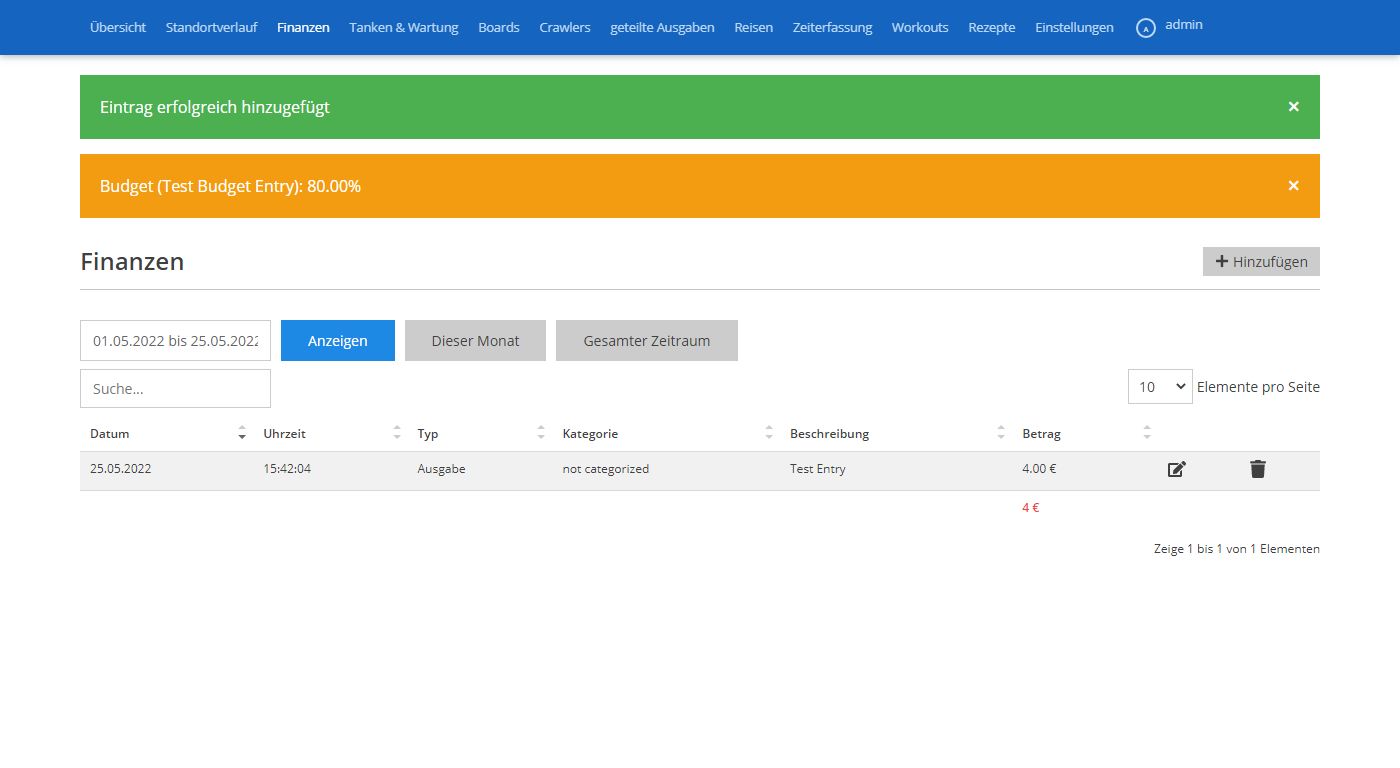 Übersicht Standortverlauf Finanzen Tanken & Wartung Boards Crawlers geteilte Ausgaben Reisen Zeiterfassung Workouts Rezepte Einstellungen A admin
Eintrag erfolgreich hinzugefügt ×
Budget (Test Budget Entry): 80.00% ×
Finanzen + Hinzufügen
01.05.2022 bis 25.05.2022 Anzeigen Dieser Monat Gesamter Zeitraum
Suche... 10 Elemente pro Seite
Datum Uhrzeit Typ Kategorie Beschreibung Betrag
25.05.2022 15:42:04 Ausgabe not categorized Test Entry 4.00 €
4 €
Zeige 1 bis 1 von 1 Elementen